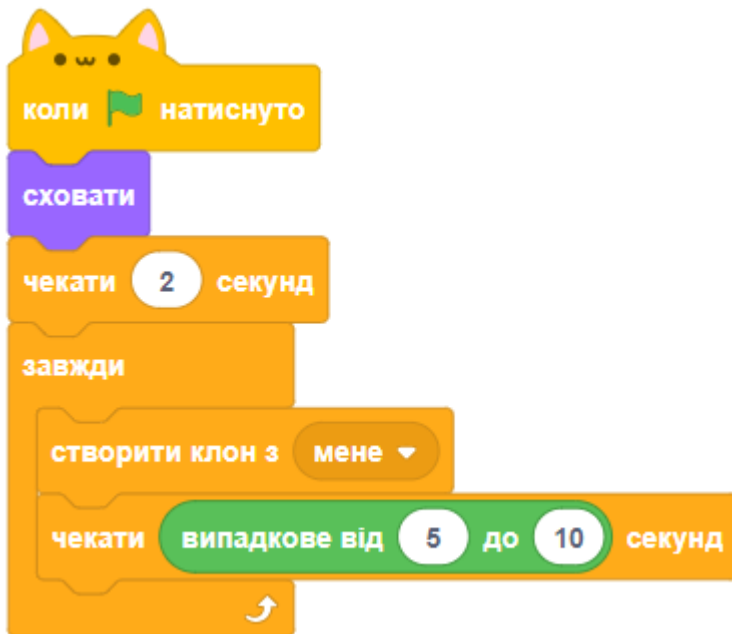 коли натиснуто
сховати
чекати 2 секунд
завжди
створити клон з мене
чекати випадкове від 5 до 10 секунд